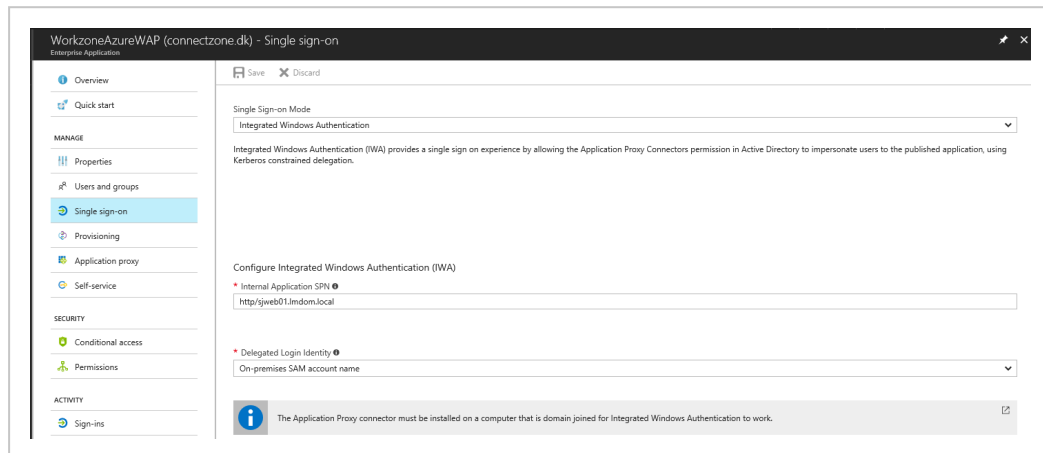 WorkzoneAzureWAP (connectzone.dk) - Single sign-on
Enterprise Application
Overview
Quick start
MANAGE
Properties
Users and groups
Single sign-on
Provisioning
Application proxy
Self-service
SECURITY
Conditional access
Permissions
ACTIVITY
Sign-ins
Save Discard
Single Sign-on Mode
Integrated Windows Authentication
Integrated Windows Authentication (IWA) provides a single sign on experience by allowing the Application Proxy Connectors permission in Active Directory to impersonate users to the published application, using
Kerberos constrained delegation.
Configure Integrated Windows Authentication (IWA)
* Internal Application SPN
http/sjweb01.lmdom.local
* Delegated Login Identity
On-premises SAM account name
The Application Proxy connector must be installed on a computer that is domain joined for Integrated Windows Authentication to work.